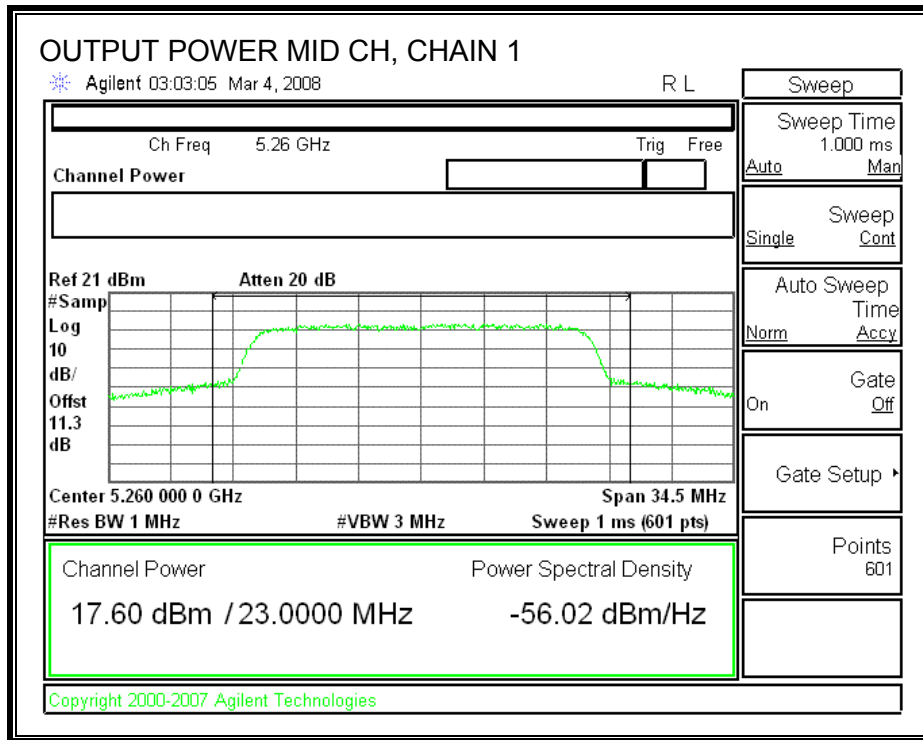 OUTPUT POWER MID CH, CHAIN 1
Agilent 03:03:05 Mar 4, 2008 R L
Ch Freq 5.26 GHz Trig Free
Channel Power
Ref 21 dBm Atten 20 dB
#Samp
Log
10
dB/
Offst
11.3
dB
Center 5.260 000 0 GHz Span 34.5 MHz
#Res BW 1 MHz #VBW 3 MHz Sweep 1 ms (601 pts)
Channel Power Power Spectral Density
17.60 dBm / 23.0000 MHz -56.02 dBm/Hz
Copyright 2000-2007 Agilent Technologies
Sweep
Sweep Time
1.000 ms
Auto Man
Sweep
Single Cont
Auto Sweep
Time
Norm Accy
Gate
On Off
Gate Setup
Points
601